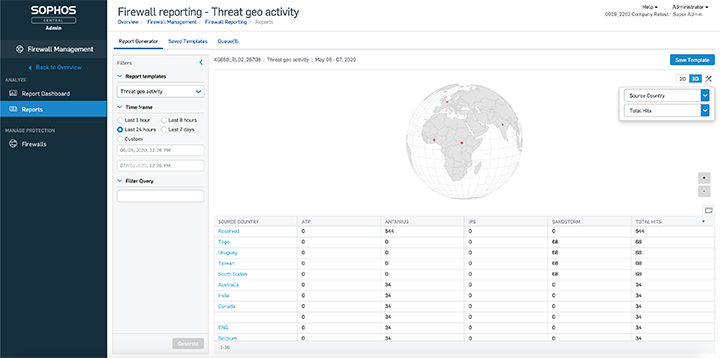 SOPHOS
CENTRAL
Admin
Firewall Management
Back to Overview
ANALYZE
Report Dashboard
Reports
MANAGE PROTECTION
Firewalls
Firewall reporting - Threat geo activity
Overview / Firewall Management / Firewall Reporting / Reports
Help
Administrator
0919_2292 Company Retest · Super Admin
Report Generator
Saved Templates
Queue(3)
Filters
Report templates
Threat geo activity
Time frame
Last 1 hour
Last 8 hours
Last 24 hours
Last 7 days
Custom
06/05/2020, 12:26 PM
07/05/2020, 12:26 PM
Filter Query
Generate
XG650_RL02_26708 | Threat geo activity | May 06 - 07, 2020
Save Template
2D
3D
Source Country
Total Hits
+
-
SOURCE COUNTRY ATP ANTIVIRUS IPS SANDSTORM TOTAL HITS
Reserved 0 544 0 0 544
Togo 0 0 0 68 68
Uruguay 0 0 0 68 68
Taiwan 0 0 0 68 68
South Sudan 0 0 0 68 68
Australia 0 34 0 0 34
India 0 34 0 0 34
Canada 0 34 0 0 34
0 34 0 0 34
ENG 0 34 0 0 34
Belgium 0 34 0 0 34